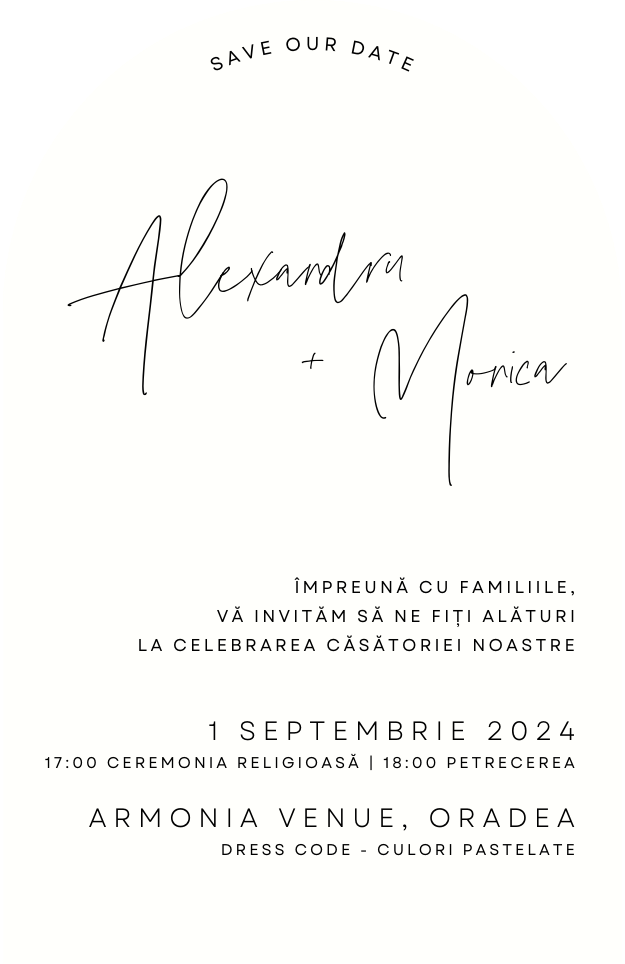 SAVE OUR DATE
Alexandru
+ Monica
ÎMPREUNĂ CU FAMILIILE,
VĂ INVITĂM SĂ NE FIȚI ALĂTURI
LA CELEBRAREA CĂSĂTORIEI NOASTRE
1 SEPTEMBRIE 2024
17:00 CEREMONIA RELIGIOASĂ | 18:00 PETRECEREA
ARMONIA VENUE, ORADEA
DRESS CODE - CULORI PASTELATE